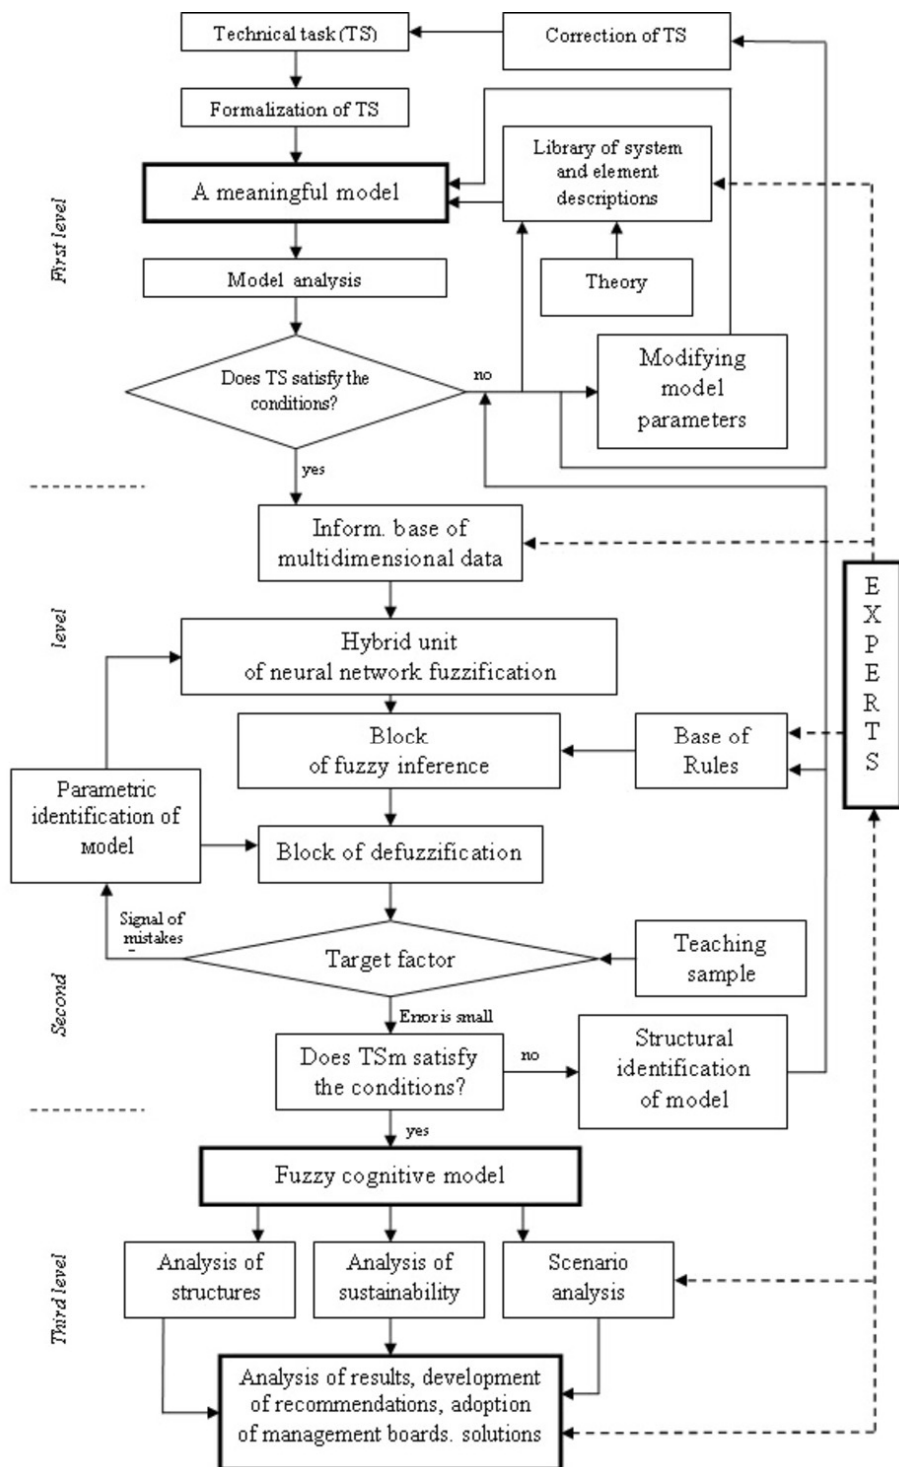 Technical task (TS)
Correction of TS
Formalization of TS
Library of system
and element
descriptions
A meaningful model
First level
Model analysis
Theory
Does TS satisfy the
conditions?
no
Modifying
model
parameters
yes
Inform. base of
multidimensional data
E
X
P
E
R
T
S
level
Hybrid unit
of neural network fuzzification
Block
of fuzzy inference
Base of
Rules
Parametric
identification of
Model
Block of defuzzification
Signal of
mistakes
Target factor
Teaching
sample
Second
Error is small
Does TSm satisfy
the conditions?
no
Structural
identification
of model
yes
Fuzzy cognitive model
Third level
Analysis of
structures
Analysis of
sustainability
Scenario
analysis
Analysis of results, development
of recommendations, adoption
of management boards. solutions